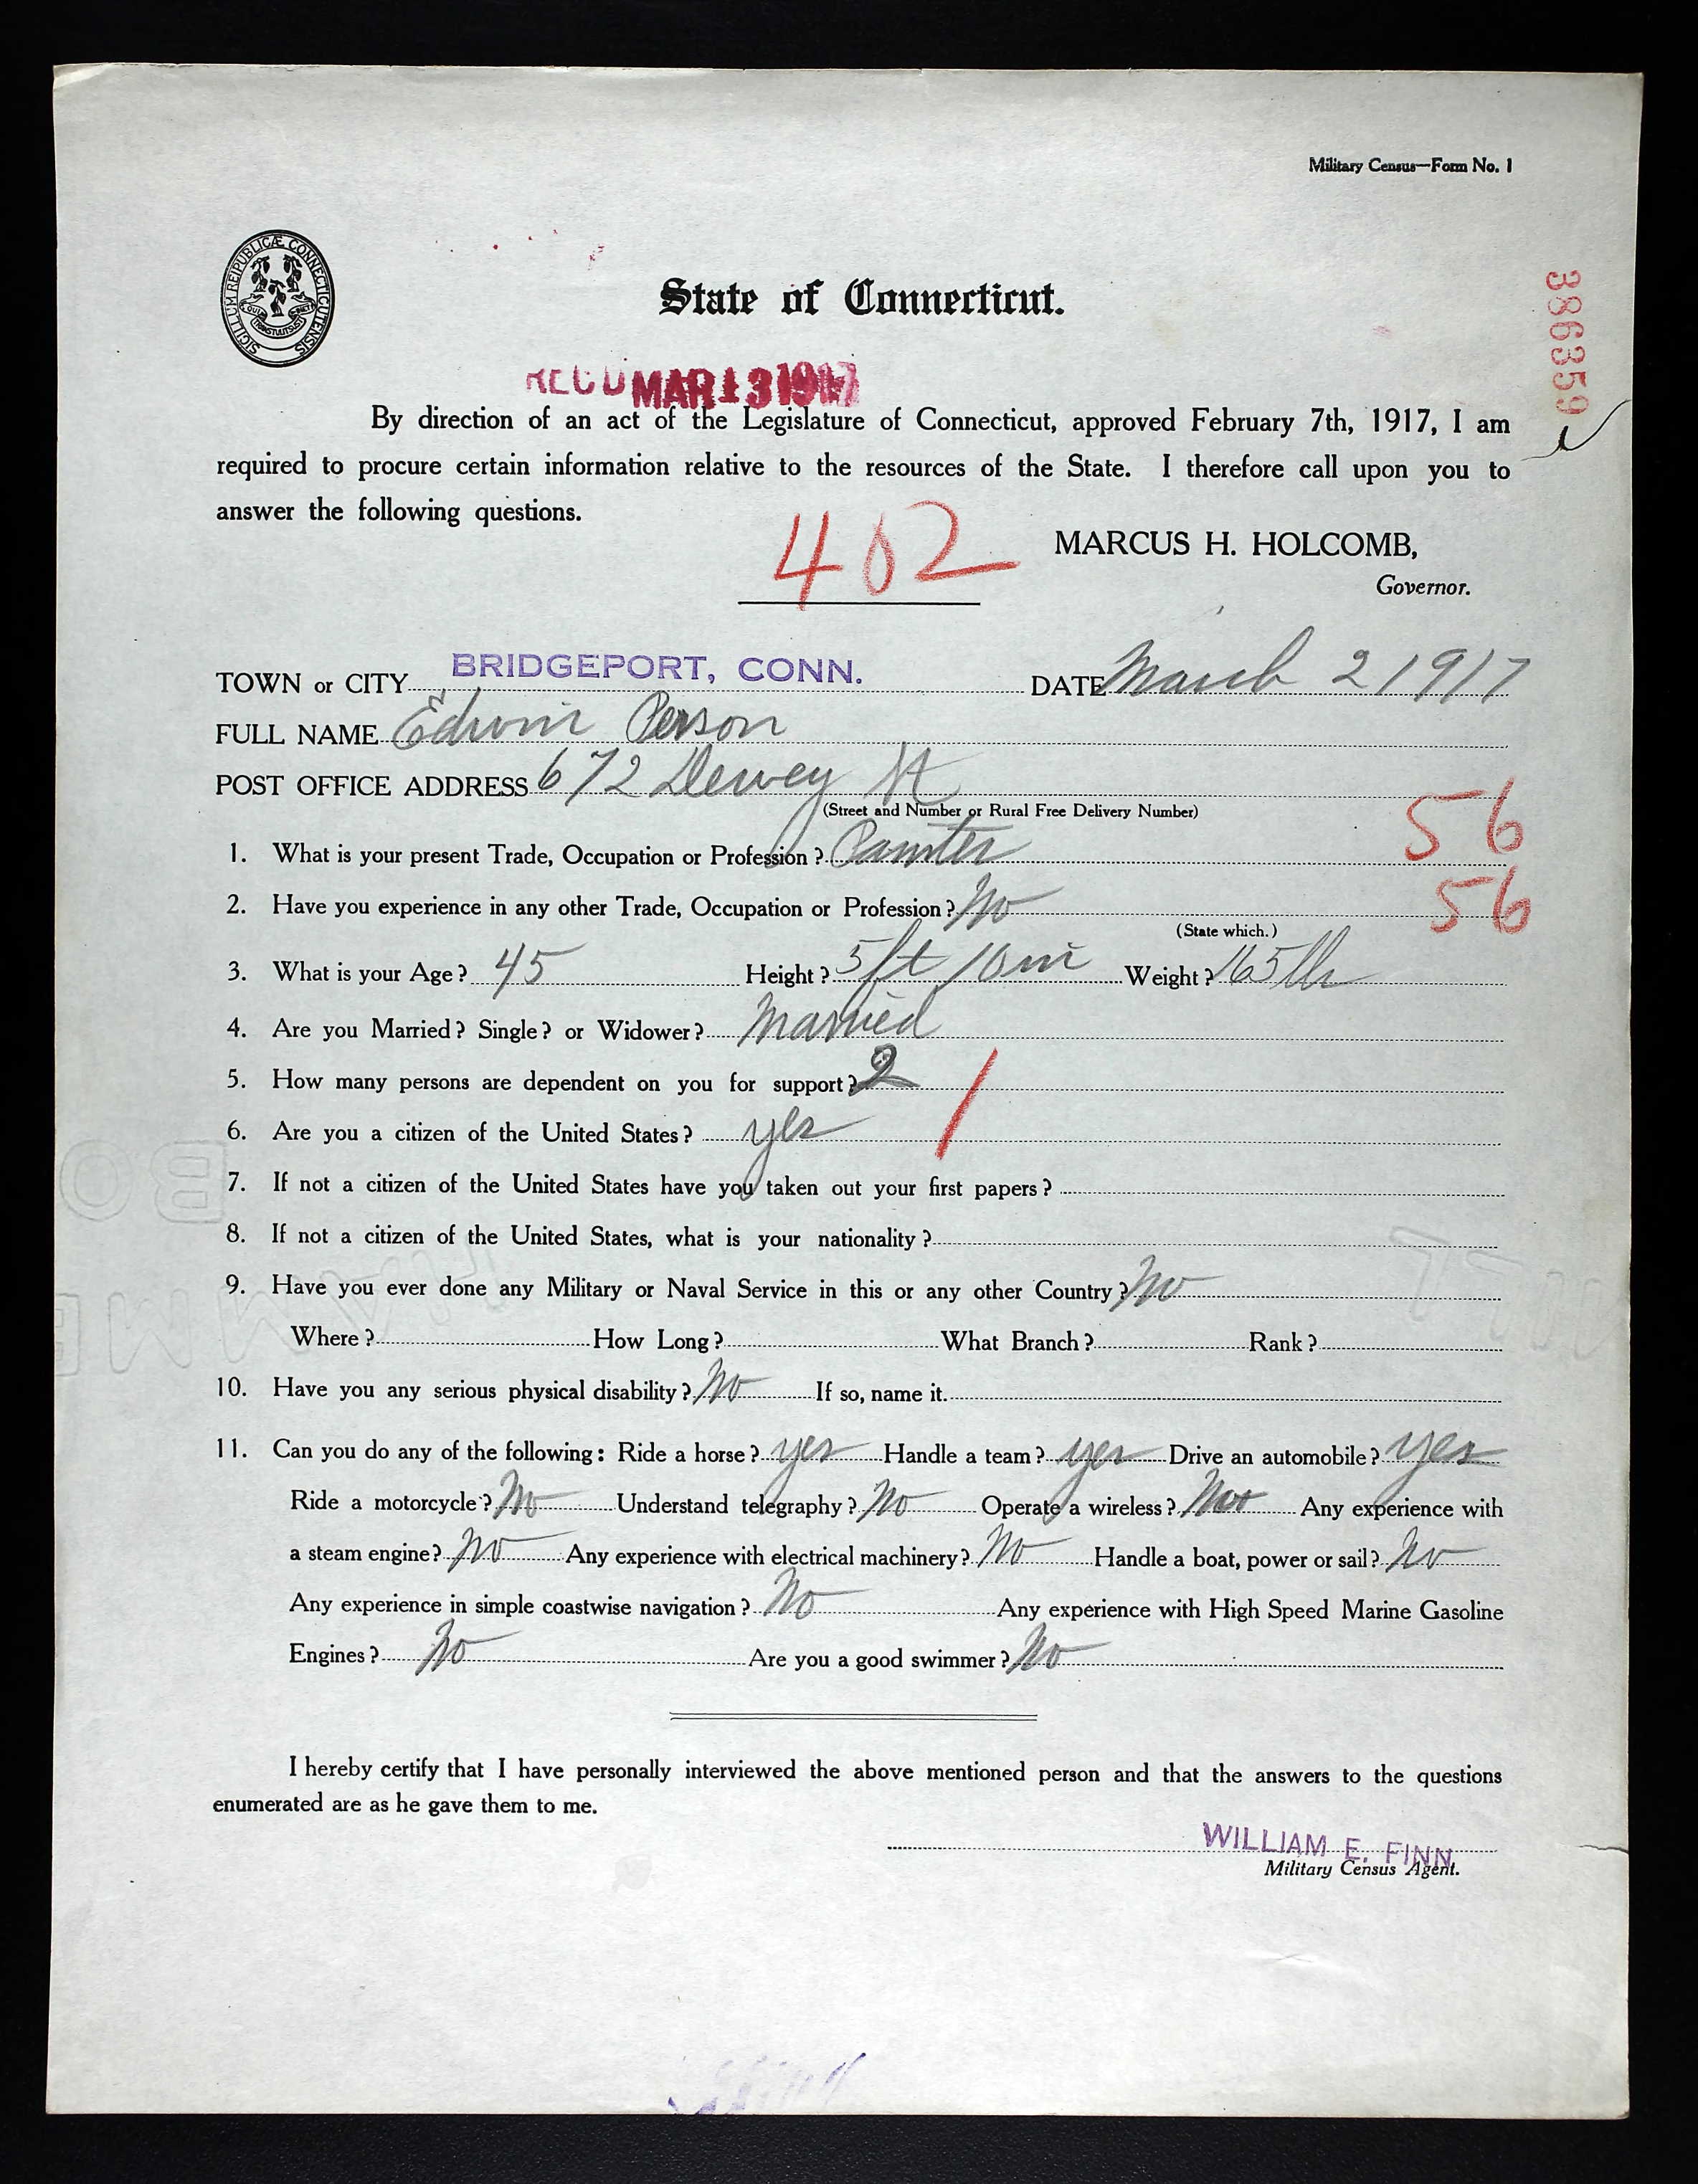 Military Census—Form No. 1
SIGILLUM REIPUBLICÆ CONNECTICUTENSIS
QUI TRANSTULIT SUSTINET
State of Connecticut.
386359
REC'D MAR 13 1917
By direction of an act of the Legislature of Connecticut, approved February 7th, 1917, I am
required to procure certain information relative to the resources of the State. I therefore call upon you to
answer the following questions.
402
MARCUS H. HOLCOMB,
Governor.
TOWN or CITY BRIDGEPORT, CONN. DATE March 2 1917
FULL NAME Edwin Person
POST OFFICE ADDRESS 672 Dewey St
(Street and Number or Rural Free Delivery Number)
1. What is your present Trade, Occupation or Profession? Painter 56
2. Have you experience in any other Trade, Occupation or Profession? No 56
(State which.)
3. What is your Age? 45 Height? 5 ft 10 in Weight? 165 lb
4. Are you Married? Single? or Widower? Married
5. How many persons are dependent on you for support? 2 /
6. Are you a citizen of the United States? yes
7. If not a citizen of the United States have you taken out your first papers?
8. If not a citizen of the United States, what is your nationality?
9. Have you ever done any Military or Naval Service in this or any other Country? No
Where? How Long? What Branch? Rank?
10. Have you any serious physical disability? No If so, name it.
11. Can you do any of the following: Ride a horse? yes Handle a team? yes Drive an automobile? yes
Ride a motorcycle? No Understand telegraphy? No Operate a wireless? No Any experience with
a steam engine? No Any experience with electrical machinery? No Handle a boat, power or sail? No
Any experience in simple coastwise navigation? No Any experience with High Speed Marine Gasoline
Engines? No Are you a good swimmer? No
I hereby certify that I have personally interviewed the above mentioned person and that the answers to the questions
enumerated are as he gave them to me.
WILLIAM E. FINN
Military Census Agent.